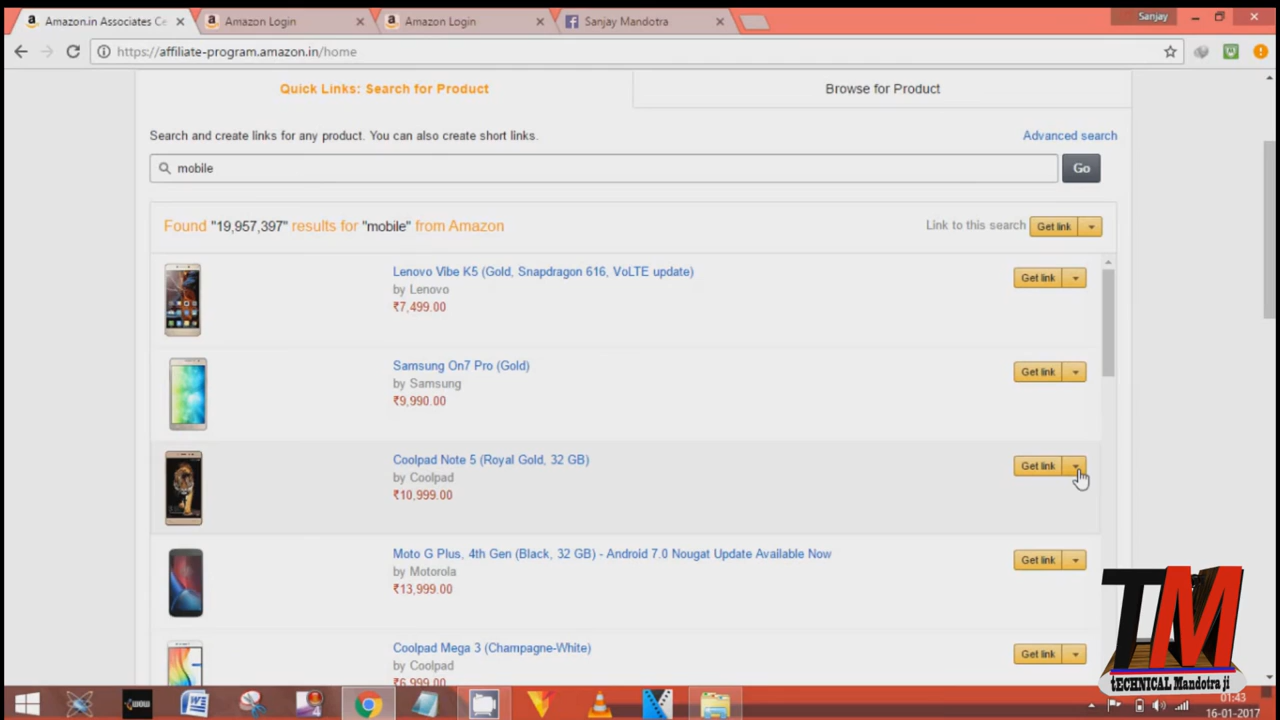 Amazon.in Associates Ce
Amazon Login
Amazon Login
Sanjay Mandotra
Sanjay
https://affiliate-program.amazon.in/home
Quick Links: Search for Product
Browse for Product
Search and create links for any product. You can also create short links.
Advanced search
mobile
Go
Found "19,957,397" results for "mobile" from Amazon
Link to this search
Get link
Lenovo Vibe K5 (Gold, Snapdragon 616, VoLTE update)
by Lenovo
₹7,499.00
Get link
Samsung On7 Pro (Gold)
by Samsung
₹9,990.00
Get link
Coolpad Note 5 (Royal Gold, 32 GB)
by Coolpad
₹10,999.00
Get link
Moto G Plus, 4th Gen (Black, 32 GB) - Android 7.0 Nougat Update Available Now
by Motorola
₹13,999.00
Get link
Coolpad Mega 3 (Champagne-White)
by Coolpad
₹6,999.00
Get link
TM
tECHNICAL Mandotra ji
01:43
16-01-2017